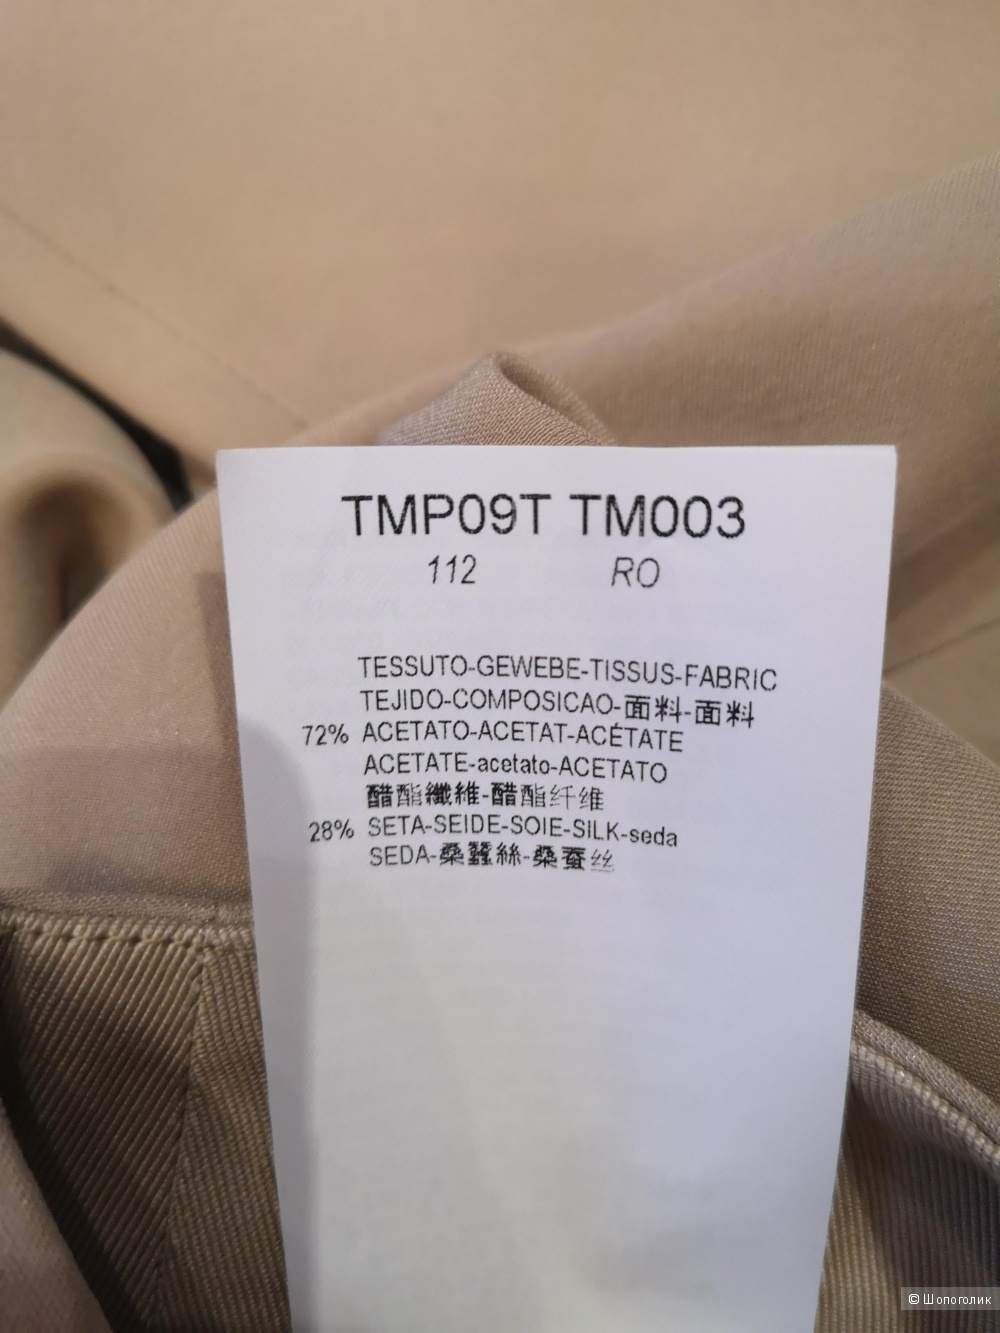 TMP09T TM003
112 RO
TESSUTO-GEWEBE-TISSUS-FABRIC
TEJIDO-COMPOSICAO-面料-面料
72% ACETATO-ACETAT-ACÉTATE
ACETATE-acetato-ACETATO
醋酯纖維-醋酯纤维
28% SETA-SEIDE-SOIE-SiLK-seda
SEDA-桑蠶絲-桑蚕丝
© Шопоголик